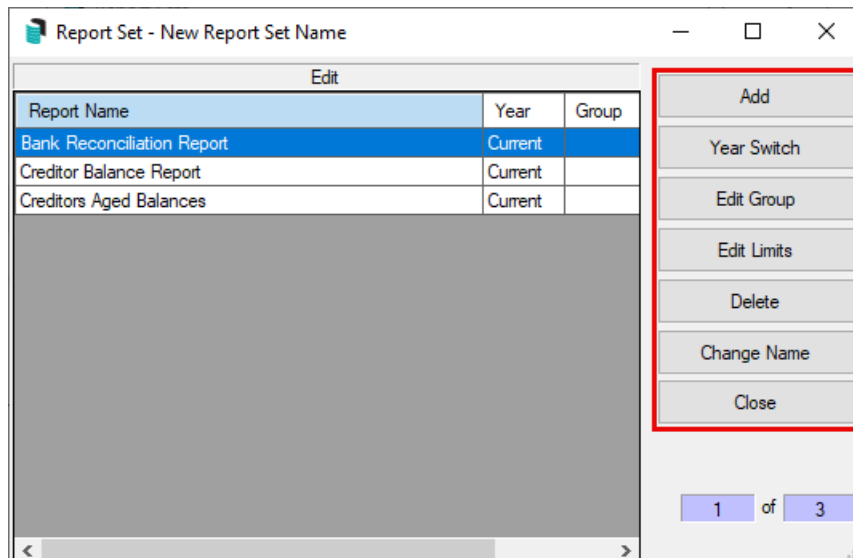 Report Set - New Report Set Name
Edit
Report Name Year Group
Bank Reconciliation Report Current
Creditor Balance Report Current
Creditors Aged Balances Current
Add
Year Switch
Edit Group
Edit Limits
Delete
Change Name
Close
1 of 3